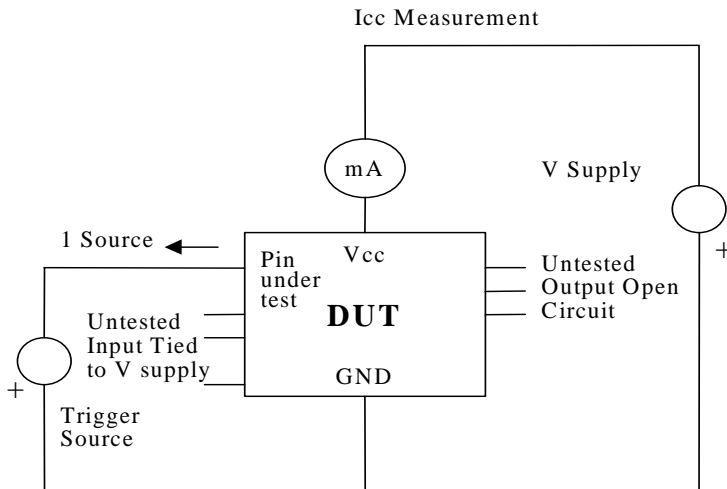 Icc Measurement
mA
V Supply
+
1 Source
Vcc
Pin
under
test
Untested
Output Open
Circuit
DUT
Untested
Input Tied
to V supply
GND
+
Trigger
Source